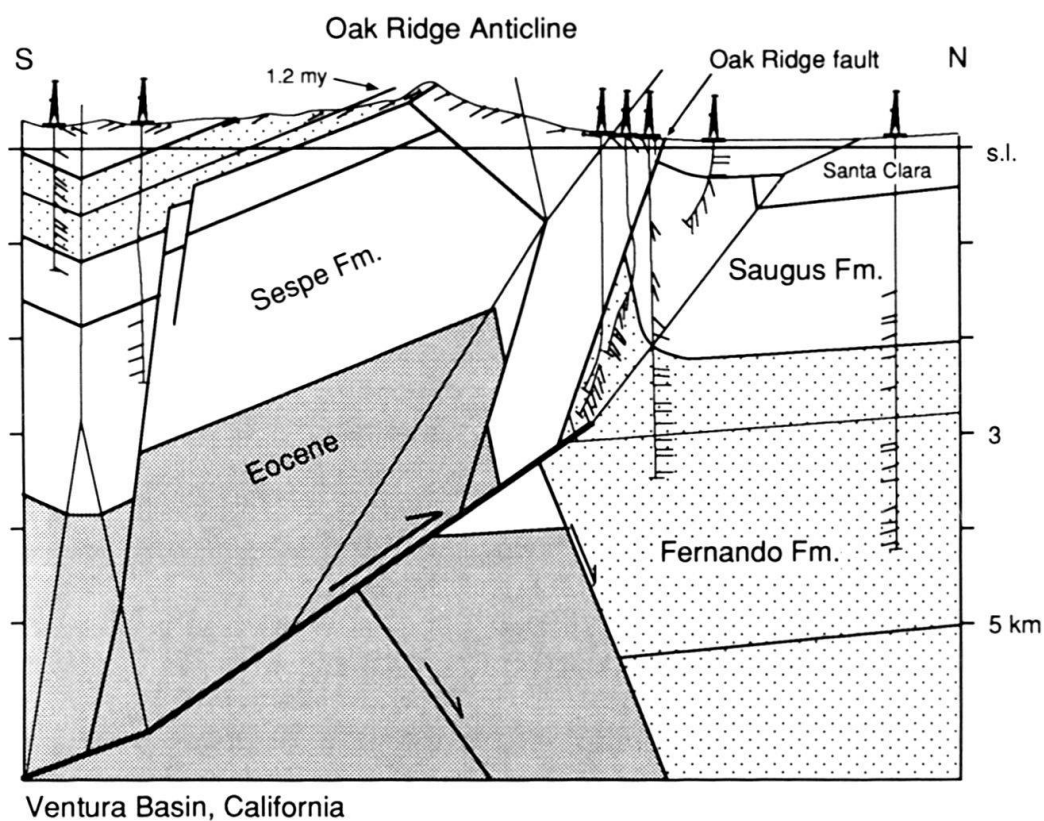 Oak Ridge Anticline
S
1.2 my
Oak Ridge fault
N
s.l.
Santa Clara
Sespe Fm.
Saugus Fm.
Eocene
3
Fernando Fm.
5 km
Ventura Basin, California